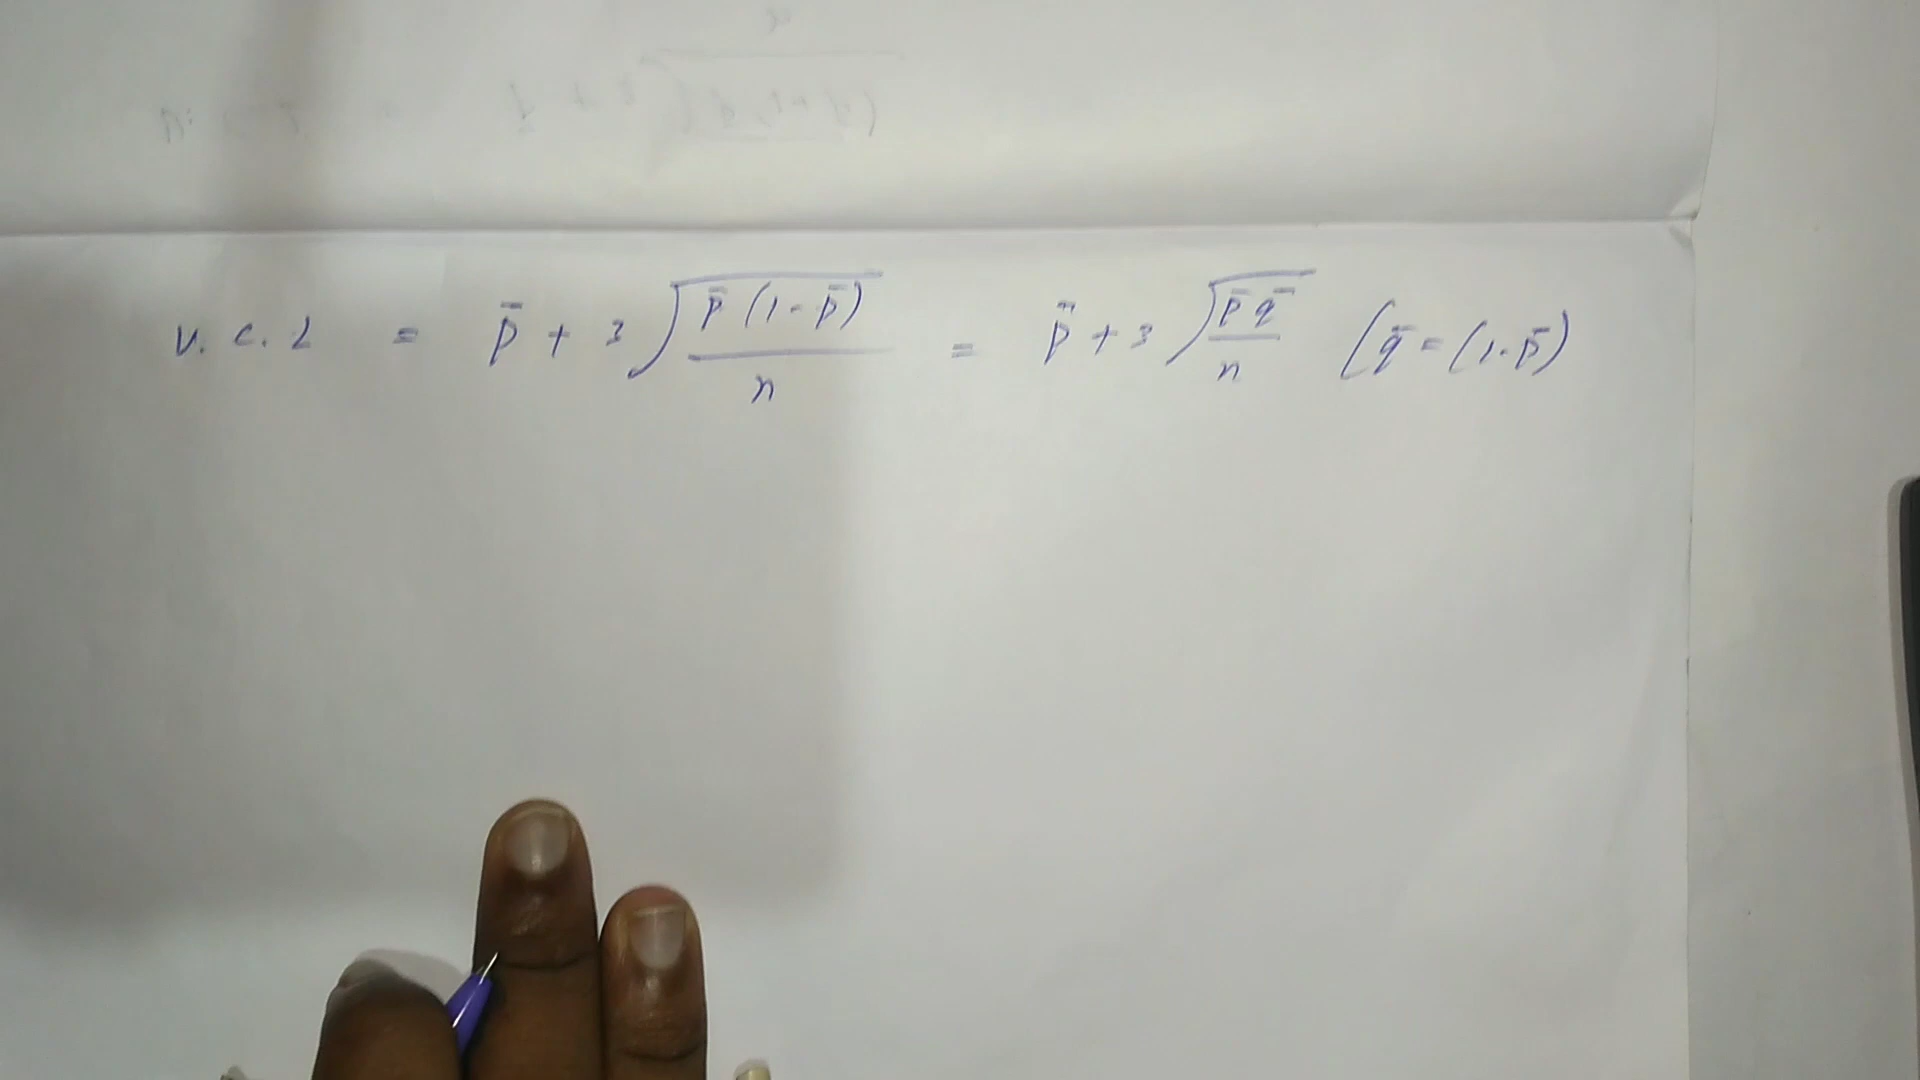 U.C.L = p̄ + 3 √(p̄(1-p̄)/n) = p̄ + 3 √(p̄ q̄/n) [q̄ = (1-p̄)